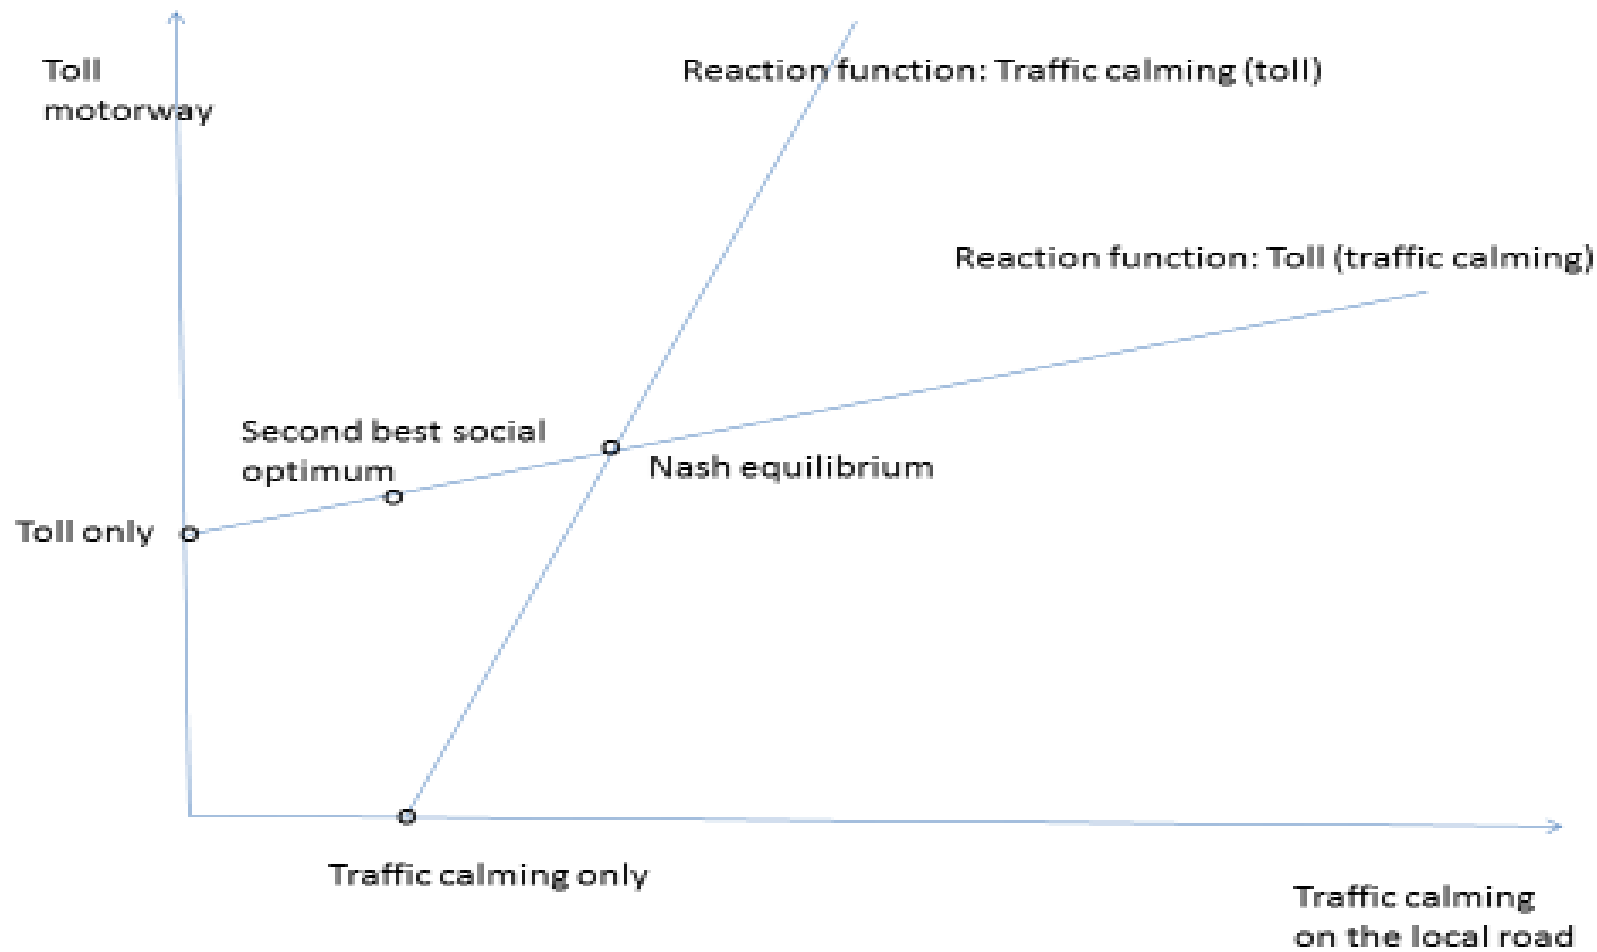 Toll
motorway
Reaction function: Traffic calming (toll)
Reaction function: Toll (traffic calming)
Second best social
optimum
Nash equilibrium
Toll only
Traffic calming only
Traffic calming
on the local road